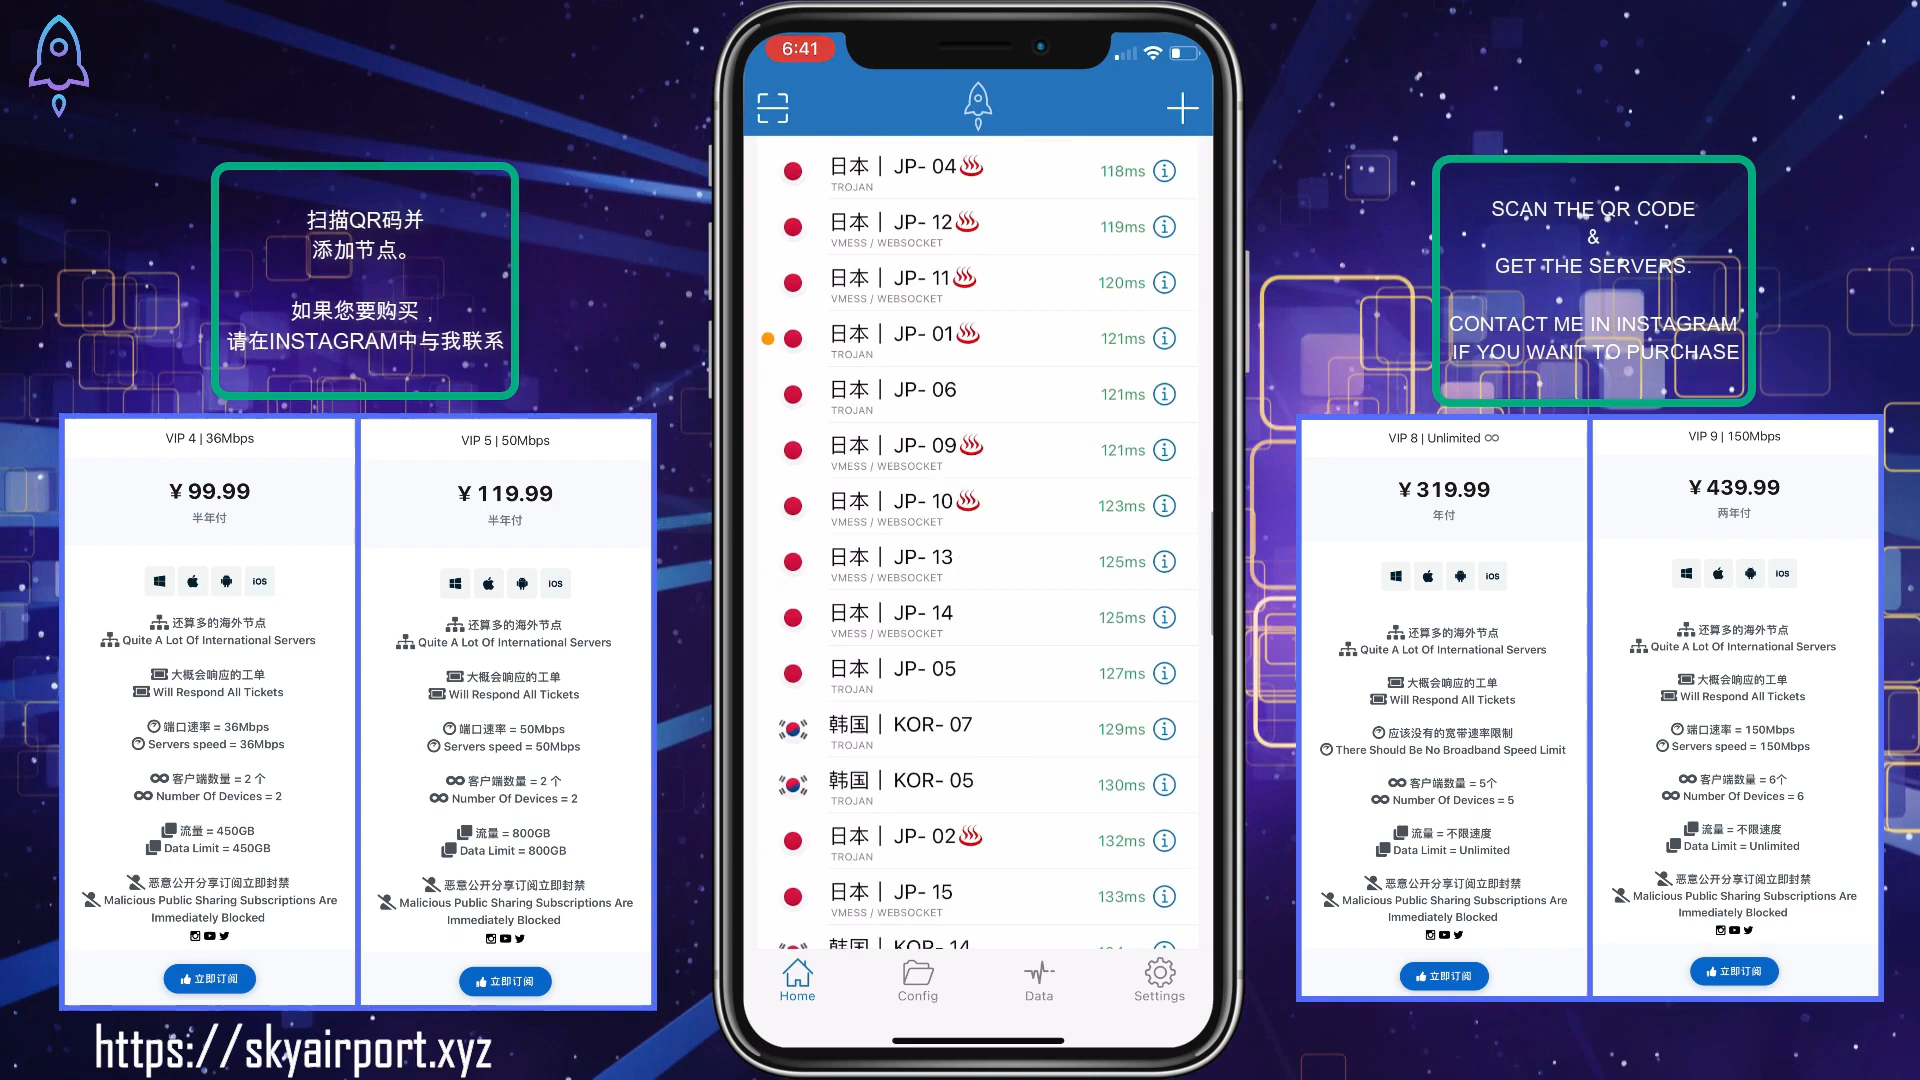 扫描QR码并
添加节点。
如果您要购买，
请在INSTAGRAM中与我联系
VIP 4 | 36Mbps
¥ 99.99
半年付
iOS
还算多的海外节点
Quite A Lot Of International Servers
大概会响应的工单
Will Respond All Tickets
端口速率 = 36Mbps
Servers speed = 36Mbps
客户端数量 = 2 个
Number Of Devices = 2
流量 = 450GB
Data Limit = 450GB
恶意公开分享订阅立即封禁
Malicious Public Sharing Subscriptions Are
Immediately Blocked
立即订阅
VIP 5 | 50Mbps
¥ 119.99
半年付
iOS
还算多的海外节点
Quite A Lot Of International Servers
大概会响应的工单
Will Respond All Tickets
端口速率 = 50Mbps
Servers speed = 50Mbps
客户端数量 = 2 个
Number Of Devices = 2
流量 = 800GB
Data Limit = 800GB
恶意公开分享订阅立即封禁
Malicious Public Sharing Subscriptions Are
Immediately Blocked
立即订阅
https://skyairport.xyz
6:41
日本｜ JP- 04♨️ 118ms
TROJAN
日本｜ JP- 12♨️ 119ms
VMESS / WEBSOCKET
日本｜ JP- 11♨️ 120ms
VMESS / WEBSOCKET
日本｜ JP- 01♨️ 121ms
TROJAN
日本｜ JP- 06 121ms
TROJAN
日本｜ JP- 09♨️ 121ms
VMESS / WEBSOCKET
日本｜ JP- 10♨️ 123ms
VMESS / WEBSOCKET
日本｜ JP- 13 125ms
VMESS / WEBSOCKET
日本｜ JP- 14 125ms
VMESS / WEBSOCKET
日本｜ JP- 05 127ms
TROJAN
韩国｜ KOR- 07 129ms
TROJAN
韩国｜ KOR- 05 130ms
TROJAN
日本｜ JP- 02♨️ 132ms
TROJAN
日本｜ JP- 15 133ms
VMESS / WEBSOCKET
韩国｜ KOR- 14
Home Config Data Settings
SCAN THE QR CODE
&
GET THE SERVERS.
CONTACT ME IN INSTAGRAM
IF YOU WANT TO PURCHASE
VIP 8 | Unlimited ∞
¥ 319.99
年付
iOS
还算多的海外节点
Quite A Lot Of International Servers
大概会响应的工单
Will Respond All Tickets
应该没有的宽带速率限制
There Should Be No Broadband Speed Limit
客户端数量 = 5个
Number Of Devices = 5
流量 = 不限速度
Data Limit = Unlimited
恶意公开分享订阅立即封禁
Malicious Public Sharing Subscriptions Are
Immediately Blocked
立即订阅
VIP 9 | 150Mbps
¥ 439.99
两年付
iOS
还算多的海外节点
Quite A Lot Of International Servers
大概会响应的工单
Will Respond All Tickets
端口速率 = 150Mbps
Servers speed = 150Mbps
客户端数量 = 6个
Number Of Devices = 6
流量 = 不限速度
Data Limit = Unlimited
恶意公开分享订阅立即封禁
Malicious Public Sharing Subscriptions Are
Immediately Blocked
立即订阅